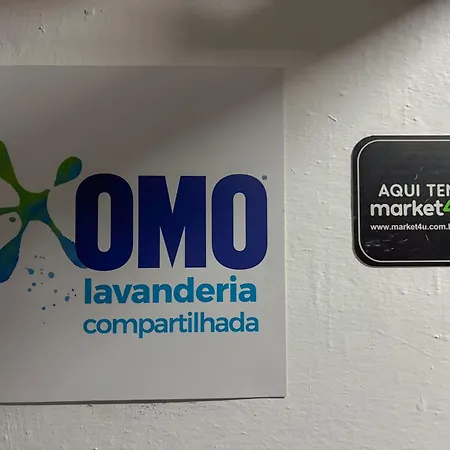 OMO®
lavanderia
compartilhada
AQUI TEM
market4
www.market4u.com.b